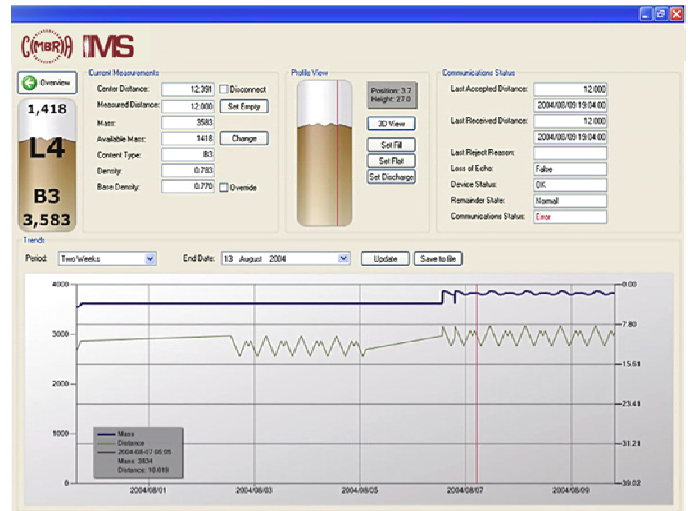 C(MBR)A IMS
Overview
1,418
L4
B3
3,583
Current Measurements
Center Distance: 12.391 Disconnect
Measured Distance: 12.000 Set Empty
Mass: 3583
Available Mass: 1418 Change
Content Type: B3
Density: 0.783
Base Density: 0.770 Override
Profile View
Position: 3.7
Height: 27.0
3D View
Set Fill
Set Flat
Set Discharge
Communications Status
Last Accepted Distance: 12.000
2004/08/09 19:04:00
Last Received Distance: 12.000
2004/08/09 19:04:00
Last Reject Reason:
Loss of Echo: False
Device Status: OK
Remainder State: Normal
Communications Status: Error
Trends
Period: Two Weeks End Date: 13 August 2004 Update Save to file
4000 0.00
3000 7.80
2000 15.61
23.41
1000 31.21
0 39.02
Mass
Distance
2004-08-07 06:05
Mass: 3834
Distance: 10.619
2004/08/01 2004/08/03 2004/08/05 2004/08/07 2004/08/09